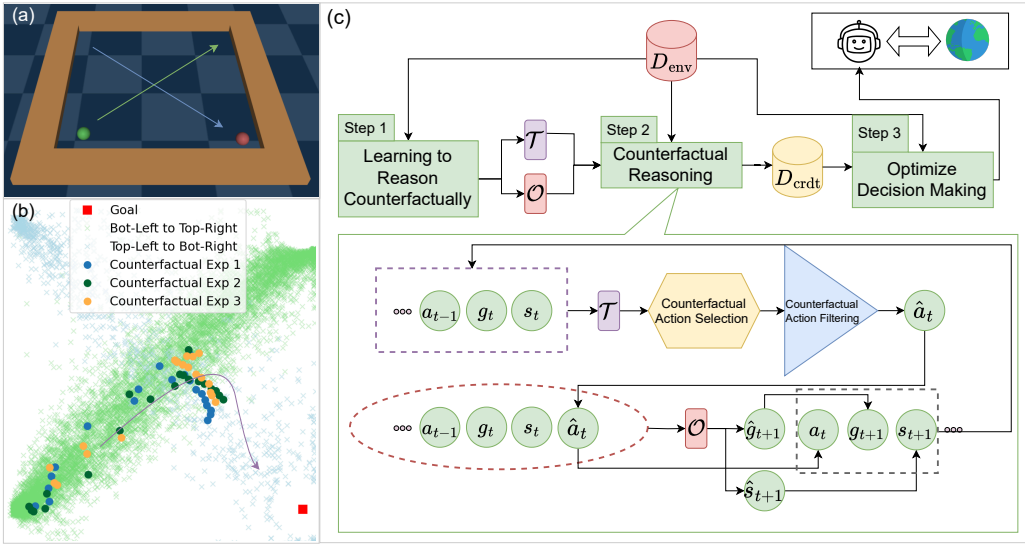 (a)
(b)
Goal
Bot-Left to Top-Right
Top-Left to Bot-Right
Counterfactual Exp 1
Counterfactual Exp 2
Counterfactual Exp 3
(c)
D_env
Step 1
Learning to
Reason
Counterfactually
𝒯
𝒪
Step 2
Counterfactual
Reasoning
D_crdt
Step 3
Optimize
Decision Making
∘∘∘ a_{t−1} g_t s_t
𝒯
Counterfactual
Action Selection
Counterfactual
Action Filtering
â_t
∘∘∘ a_{t−1} g_t s_t â_t
𝒪
ĝ_{t+1}
a_t g_{t+1} s_{t+1} ∘∘∘
ŝ_{t+1}